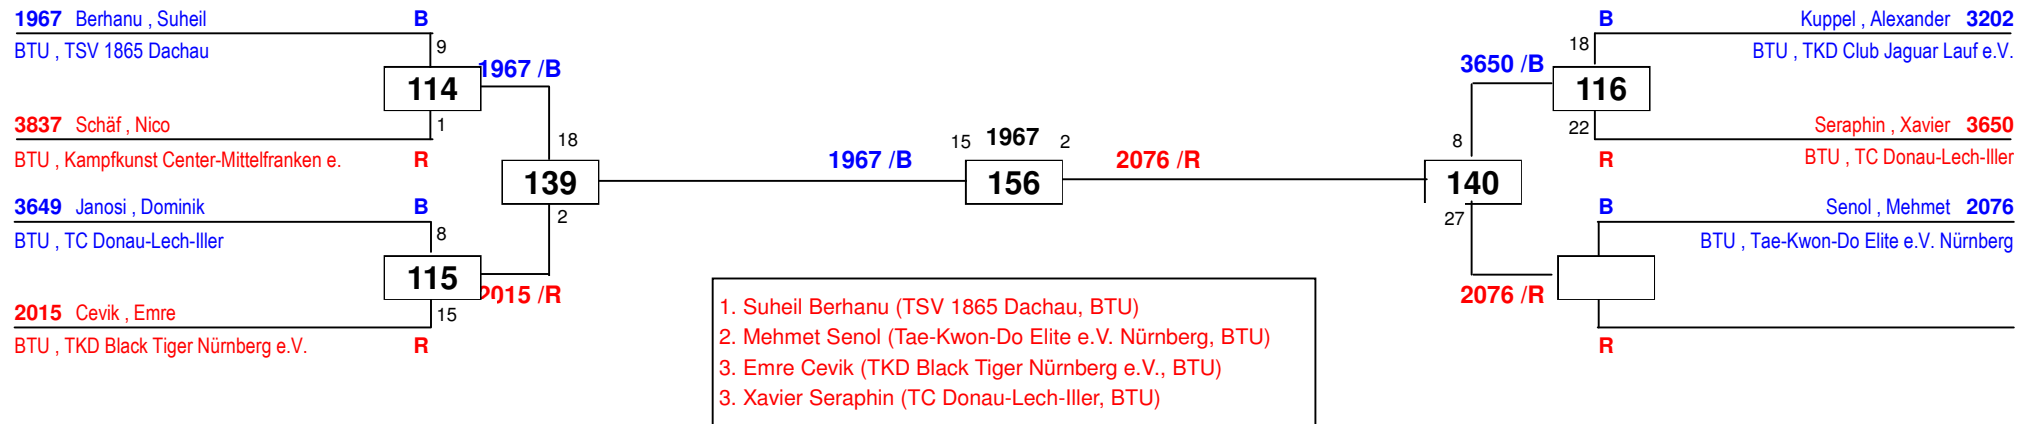 1967 Berhanu , Suheil B
9
BTU , TSV 1865 Dachau
114
1967 /B
3837 Schäf , Nico
1
BTU , Kampfkunst Center-Mittelfranken e. R
18
139
2
3649 Janosi , Dominik B
8
BTU , TC Donau-Lech-Iller
115
2015 /R
2015 Cevik , Emre
15
BTU , TKD Black Tiger Nürnberg e.V. R
1967 /B
15 1967 2
156
2076 /R
B Kuppel , Alexander 3202
18
BTU , TKD Club Jaguar Lauf e.V.
3650 /B
116
22
Seraphin , Xavier 3650
R BTU , TC Donau-Lech-Iller
8
140
27
B Senol , Mehmet 2076
BTU , Tae-Kwon-Do Elite e.V. Nürnberg
2076 /R
R
1. Suheil Berhanu (TSV 1865 Dachau, BTU)
2. Mehmet Senol (Tae-Kwon-Do Elite e.V. Nürnberg, BTU)
3. Emre Cevik (TKD Black Tiger Nürnberg e.V., BTU)
3. Xavier Seraphin (TC Donau-Lech-Iller, BTU)